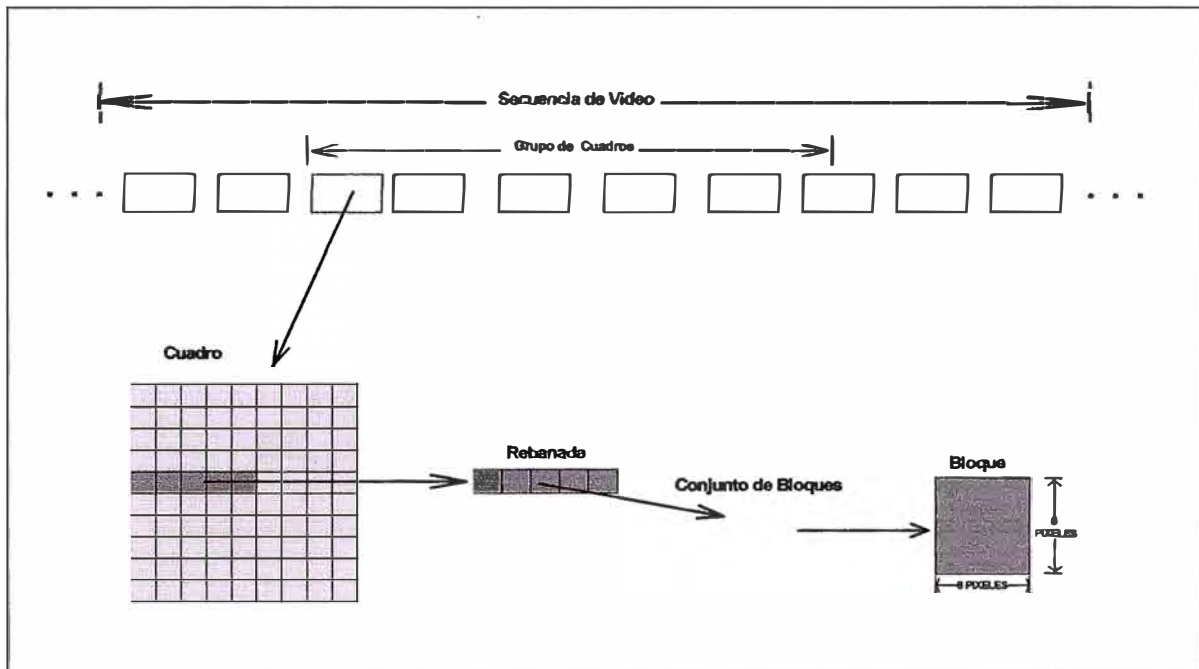 Secuencia de Video
Grupo de Cuadros
. . .
. . .
Cuadro
Rebanada
Conjunto de Bloques
Bloque
PIXELES
8 PIXELES